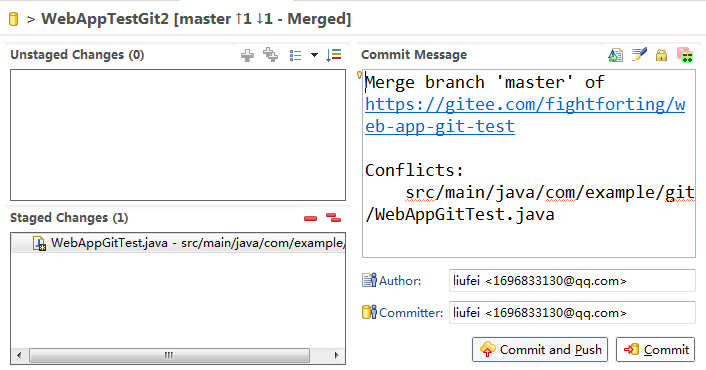 > WebAppTestGit2 [master ↑1 ↓1 - Merged]
Unstaged Changes (0)
Commit Message
Merge branch 'master' of
https://gitee.com/fightforting/w
eb-app-git-test
Conflicts:
src/main/java/com/example/git
/WebAppGitTest.java
Staged Changes (1)
WebAppGitTest.java - src/main/java/com/example/
Author: liufei <1696833130@qq.com>
Committer: liufei <1696833130@qq.com>
Commit and Push
Commit